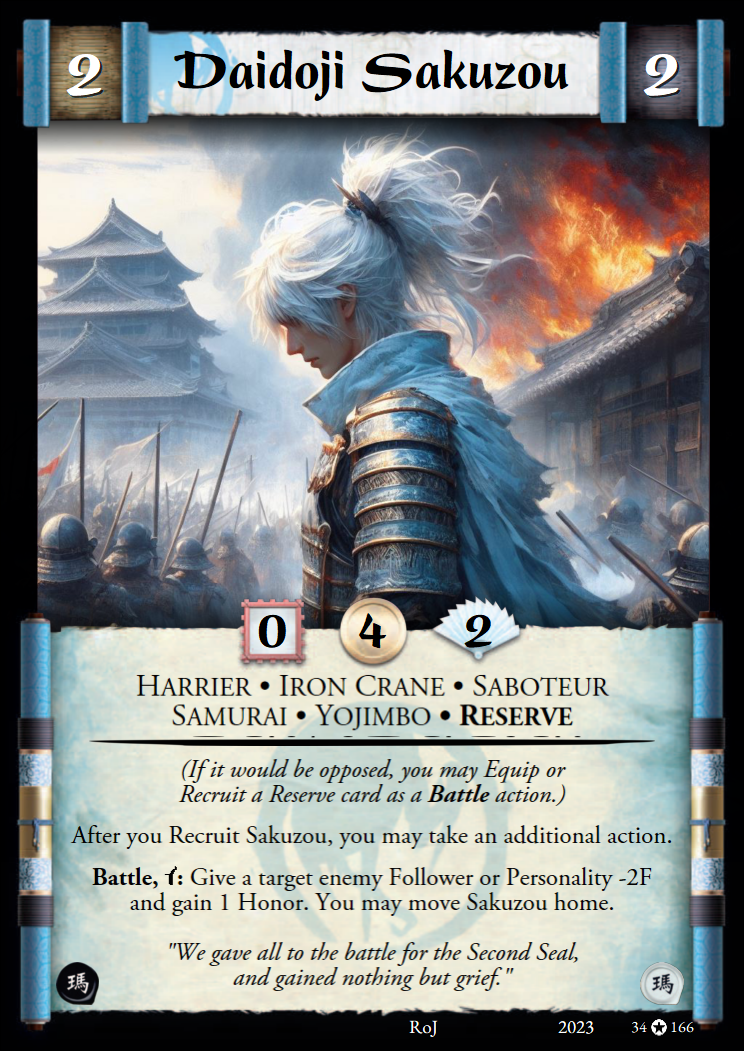 2 Daidoji Sakuzou 2
0 4 2
HARRIER • IRON CRANE • SABOTEUR
SAMURAI • YOJIMBO • RESERVE
(If it would be opposed, you may Equip or
Recruit a Reserve card as a Battle action.)
After you Recruit Sakuzou, you may take an additional action.
Battle, : Give a target enemy Follower or Personality -2F
and gain 1 Honor. You may move Sakuzou home.
"We gave all to the battle for the Second Seal,
and gained nothing but grief."
瑪 瑪
RoJ 2023 34 ✪ 166